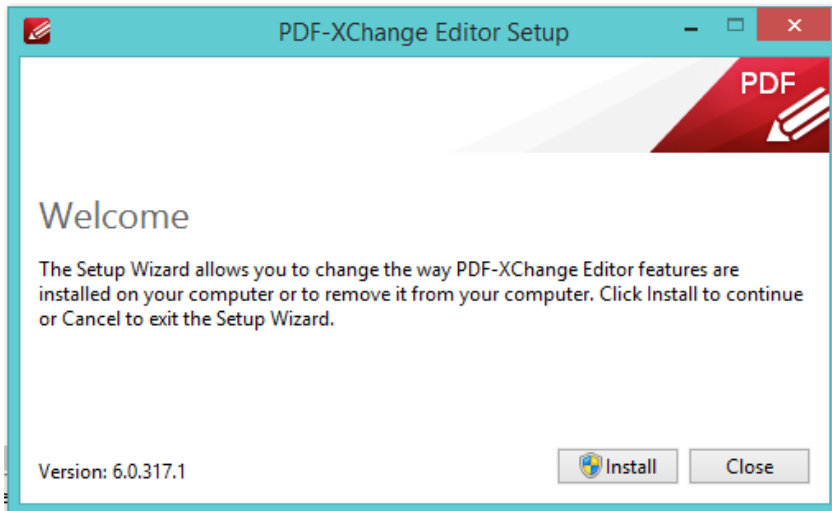 PDF-XChange Editor Setup
PDF
Welcome
The Setup Wizard allows you to change the way PDF-XChange Editor features are
installed on your computer or to remove it from your computer. Click Install to continue
or Cancel to exit the Setup Wizard.
Version: 6.0.317.1
Install
Close